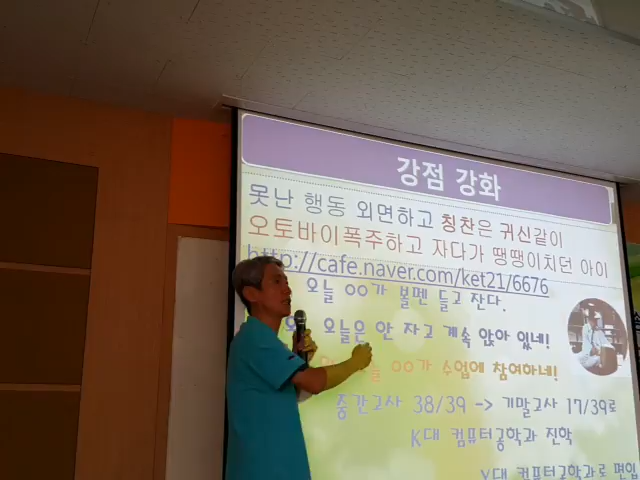 강점 강화
못난 행동 외면하고 칭찬은 귀신같이
오토바이폭주하고 자다가 땡땡이치던 아이
http://cafe.naver.com/ket21/6676
오늘 OO가 볼펜 들고 잔다.
오늘은 안 자고 계속 앉아 있네!
OO가 수업에 참여하네!
중간고사 38/39 -> 기말고사 17/39로
K대 컴퓨터공학과 진학
Y대 컴퓨터공학과로 편입